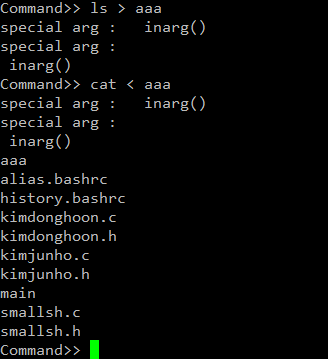 Command>> ls > aaa
special arg :   inarg()
special arg :
 inarg()
Command>> cat < aaa
special arg :   inarg()
special arg :
 inarg()
aaa
alias.bashrc
history.bashrc
kimdonghoon.c
kimdonghoon.h
kimjunho.c
kimjunho.h
main
smallsh.c
smallsh.h
Command>>